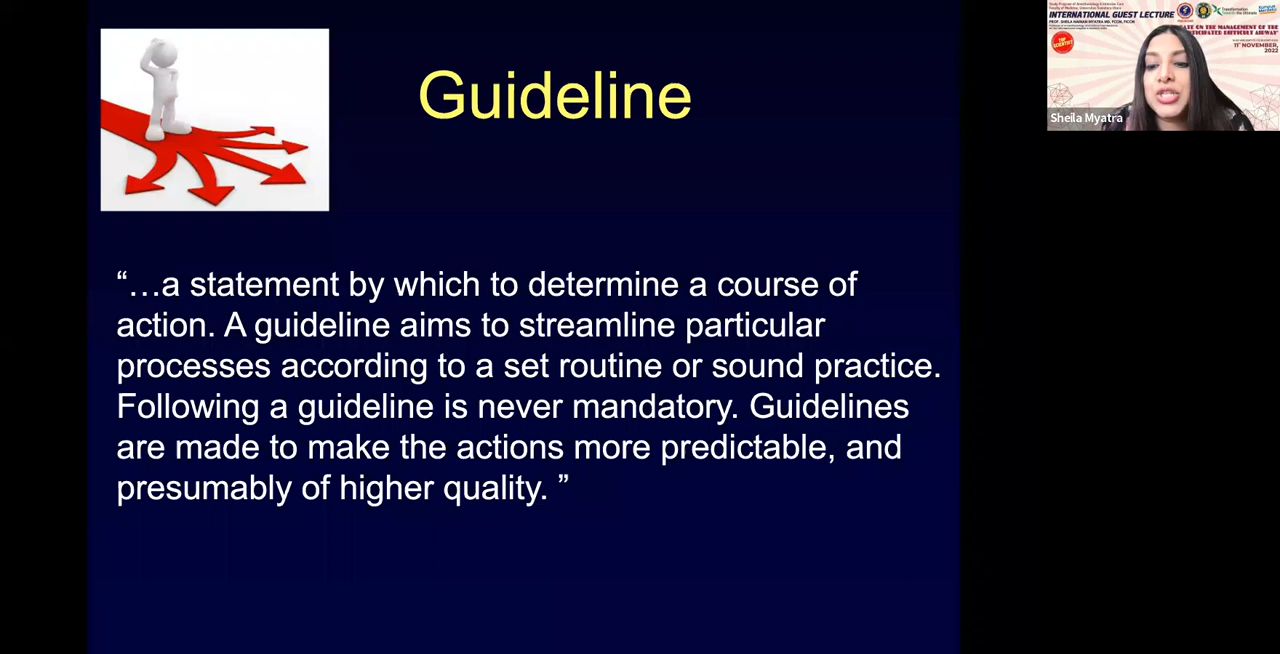 Guideline
“…a statement by which to determine a course of
action. A guideline aims to streamline particular
processes according to a set routine or sound practice.
Following a guideline is never mandatory. Guidelines
are made to make the actions more predictable, and
presumably of higher quality. ”
INTERNATIONAL GUEST LECTURE
11ᵀᴴ NOVEMBER,
2022
Sheila Myatra